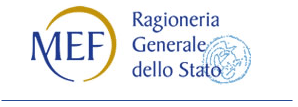 MEF
Ragioneria
Generale
dello Stato